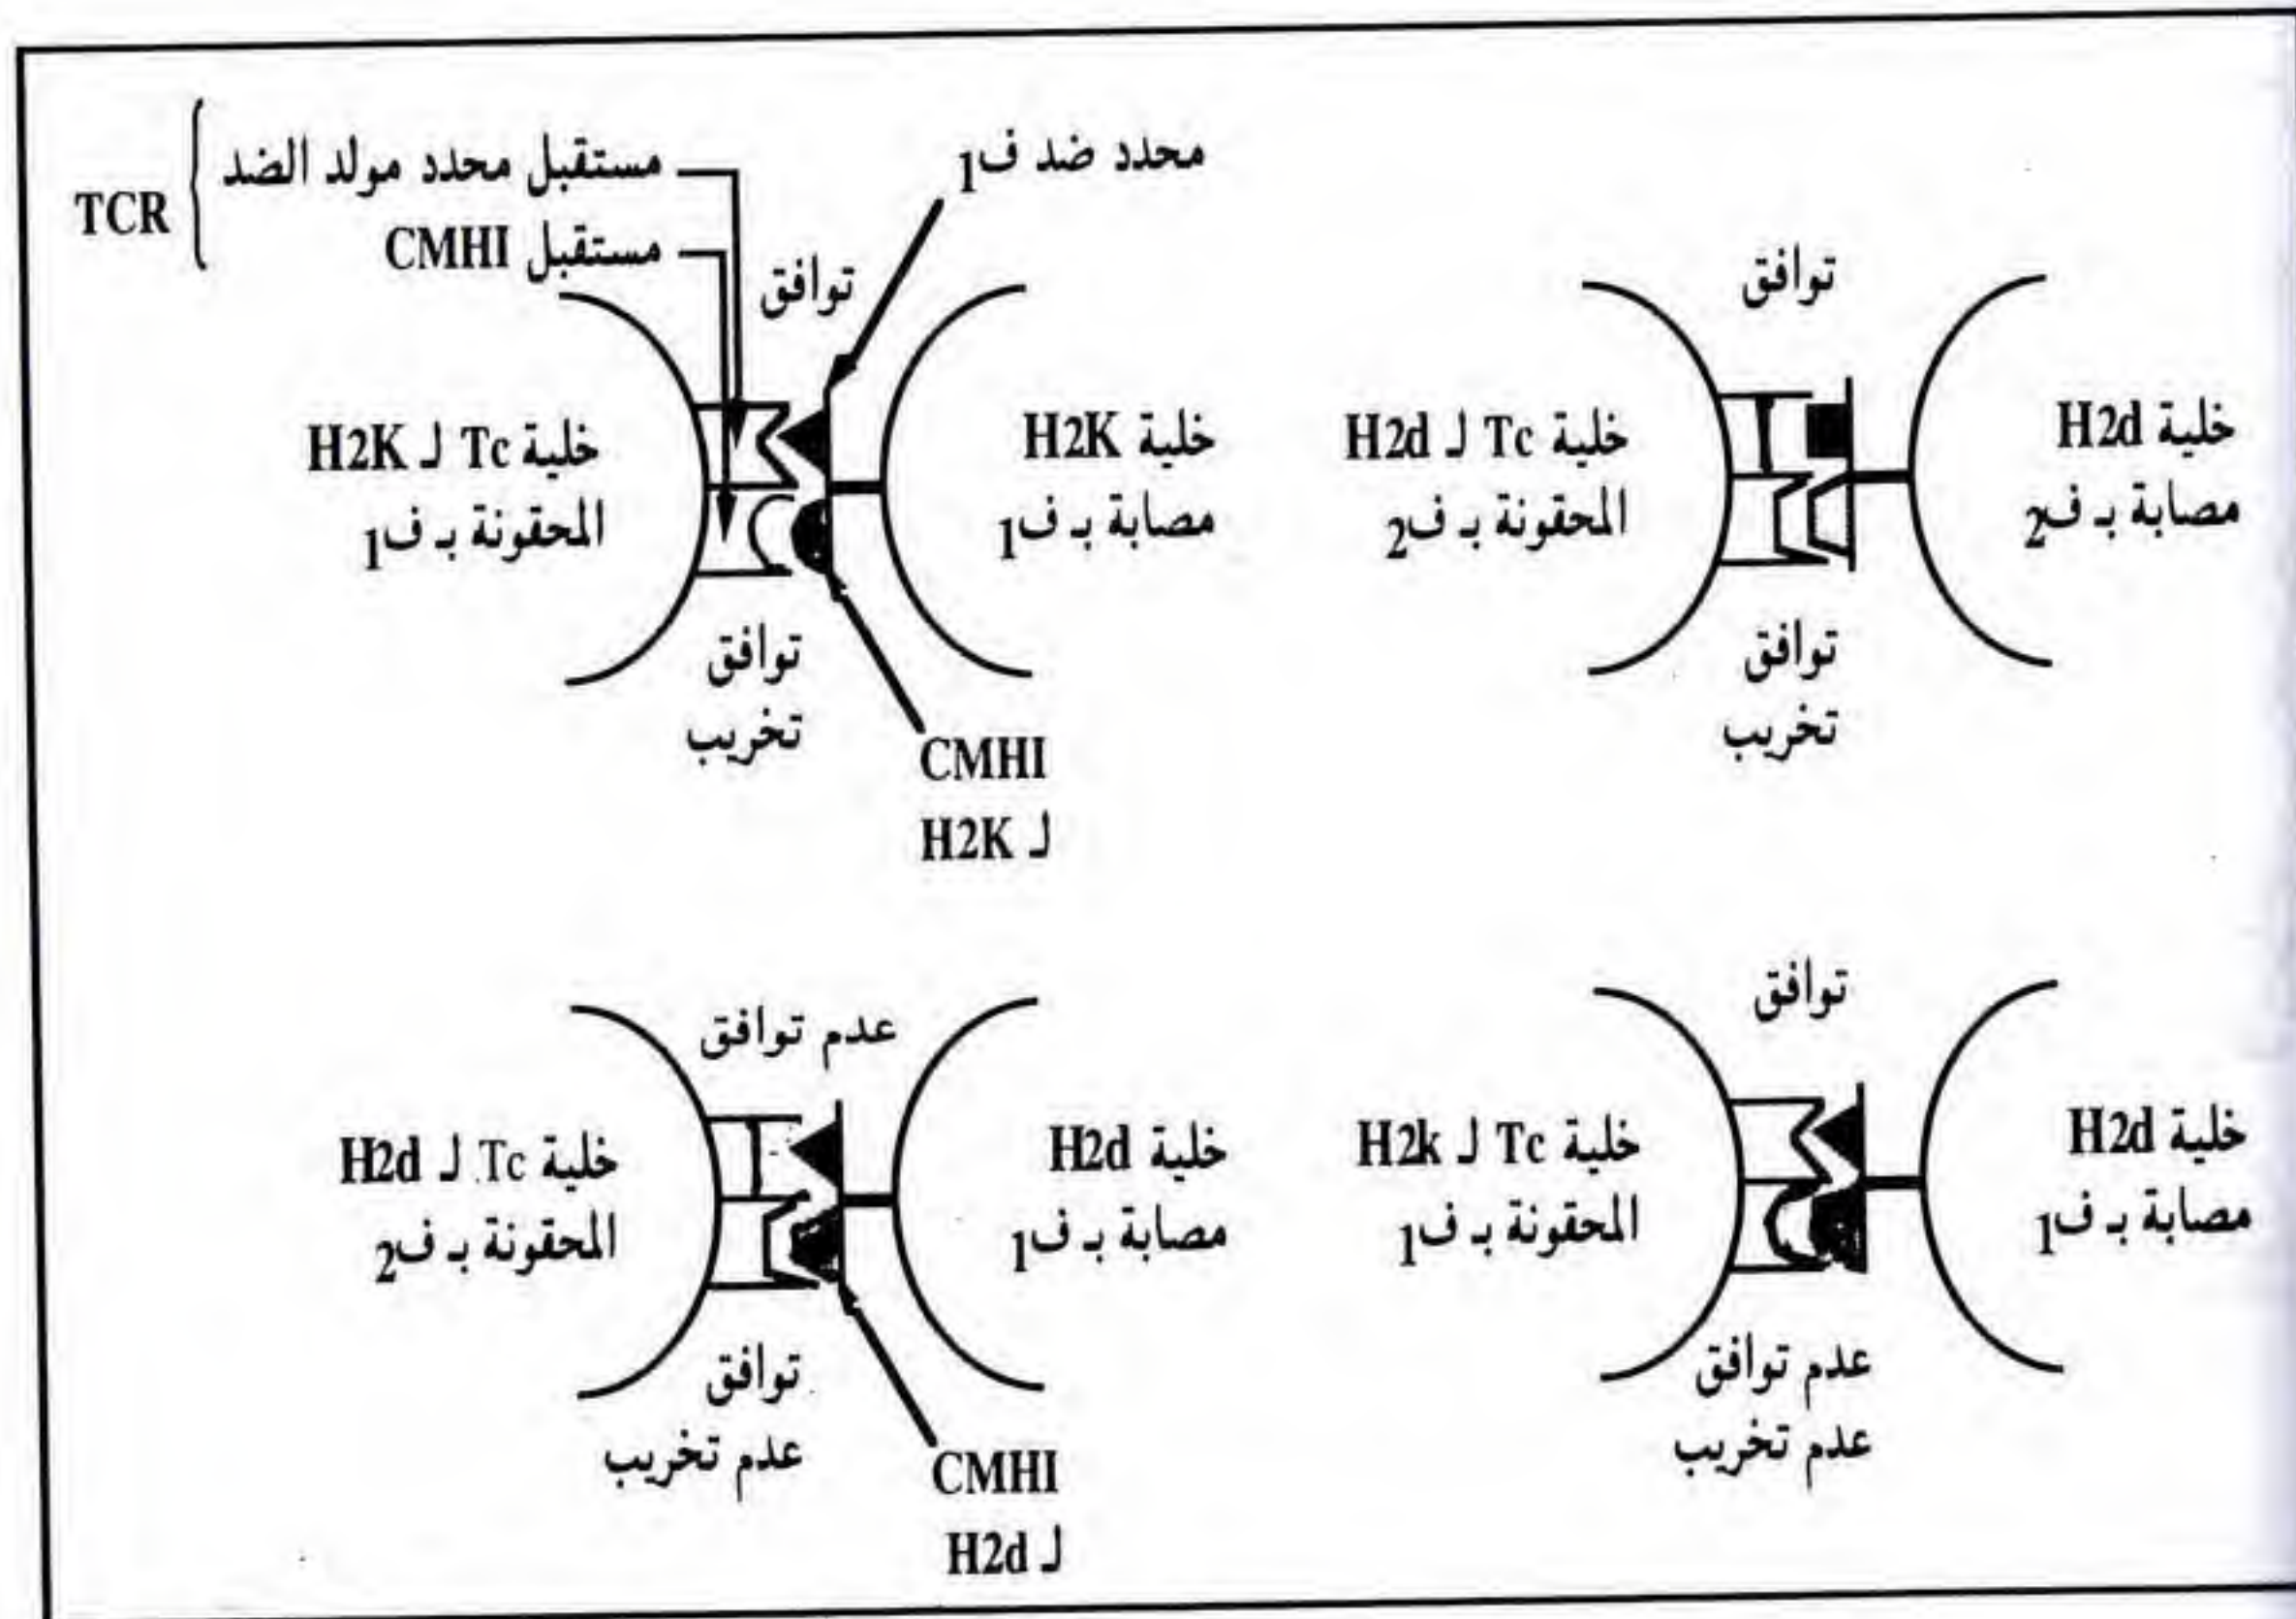 TCR
مستقبل محدد مولد الضد
مستقبل CMHI
محدد ضد ف1
توافق
خلية Tc لـ H2K
المحقونة بـ ف1
خلية H2K
مصابة بـ ف1
توافق
تخريب
CMHI
لـ H2K
توافق
خلية Tc لـ H2d
المحقونة بـ ف2
خلية H2d
مصابة بـ ف2
توافق
تخريب
عدم توافق
خلية Tc لـ H2d
المحقونة بـ ف2
خلية H2d
مصابة بـ ف1
توافق
عدم تخريب
CMHI
لـ H2d
توافق
خلية Tc لـ H2k
المحقونة بـ ف1
خلية H2d
مصابة بـ ف1
عدم توافق
عدم تخريب